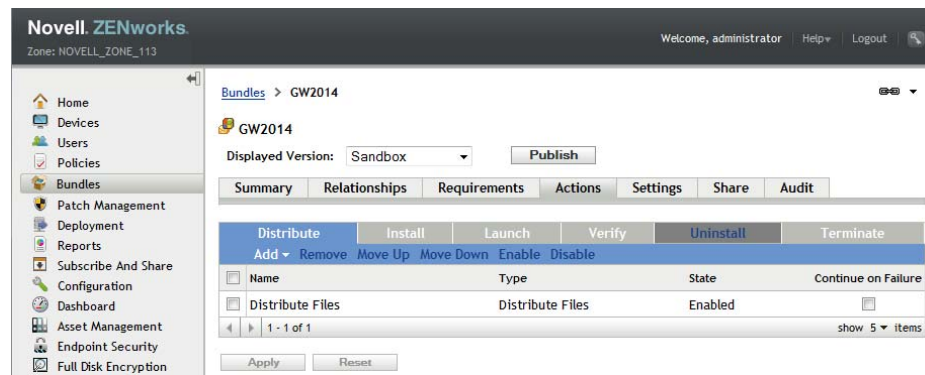 Novell. ZENworks.
Zone: NOVELL_ZONE_113
Welcome, administrator Help Logout
Home
Devices
Users
Policies
Bundles
Patch Management
Deployment
Reports
Subscribe And Share
Configuration
Dashboard
Asset Management
Endpoint Security
Full Disk Encryption
Bundles > GW2014
GW2014
Displayed Version: Sandbox Publish
Summary Relationships Requirements Actions Settings Share Audit
Distribute Install Launch Verify Uninstall Terminate
Add Remove Move Up Move Down Enable Disable
Name Type State Continue on Failure
Distribute Files Distribute Files Enabled
1 - 1 of 1 show 5 items
Apply Reset